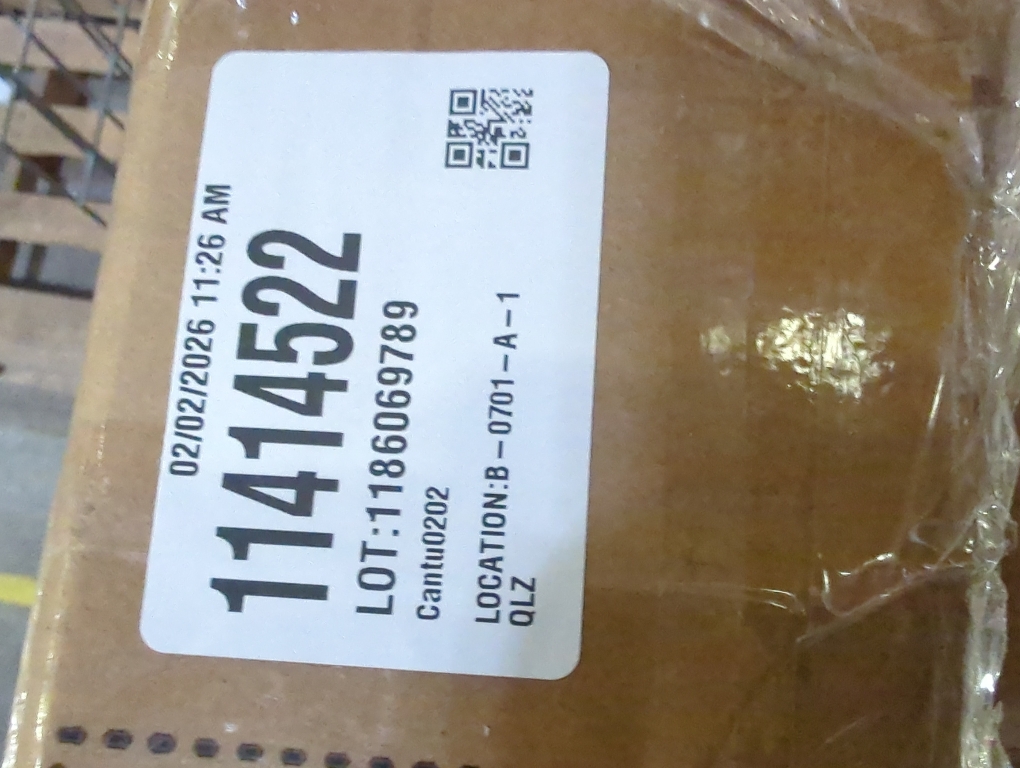 02/02/2026 11:26 AM
11414522
LOT:1186069789
Cantu0202
LOCATION:B-0701-A-1
QLZ